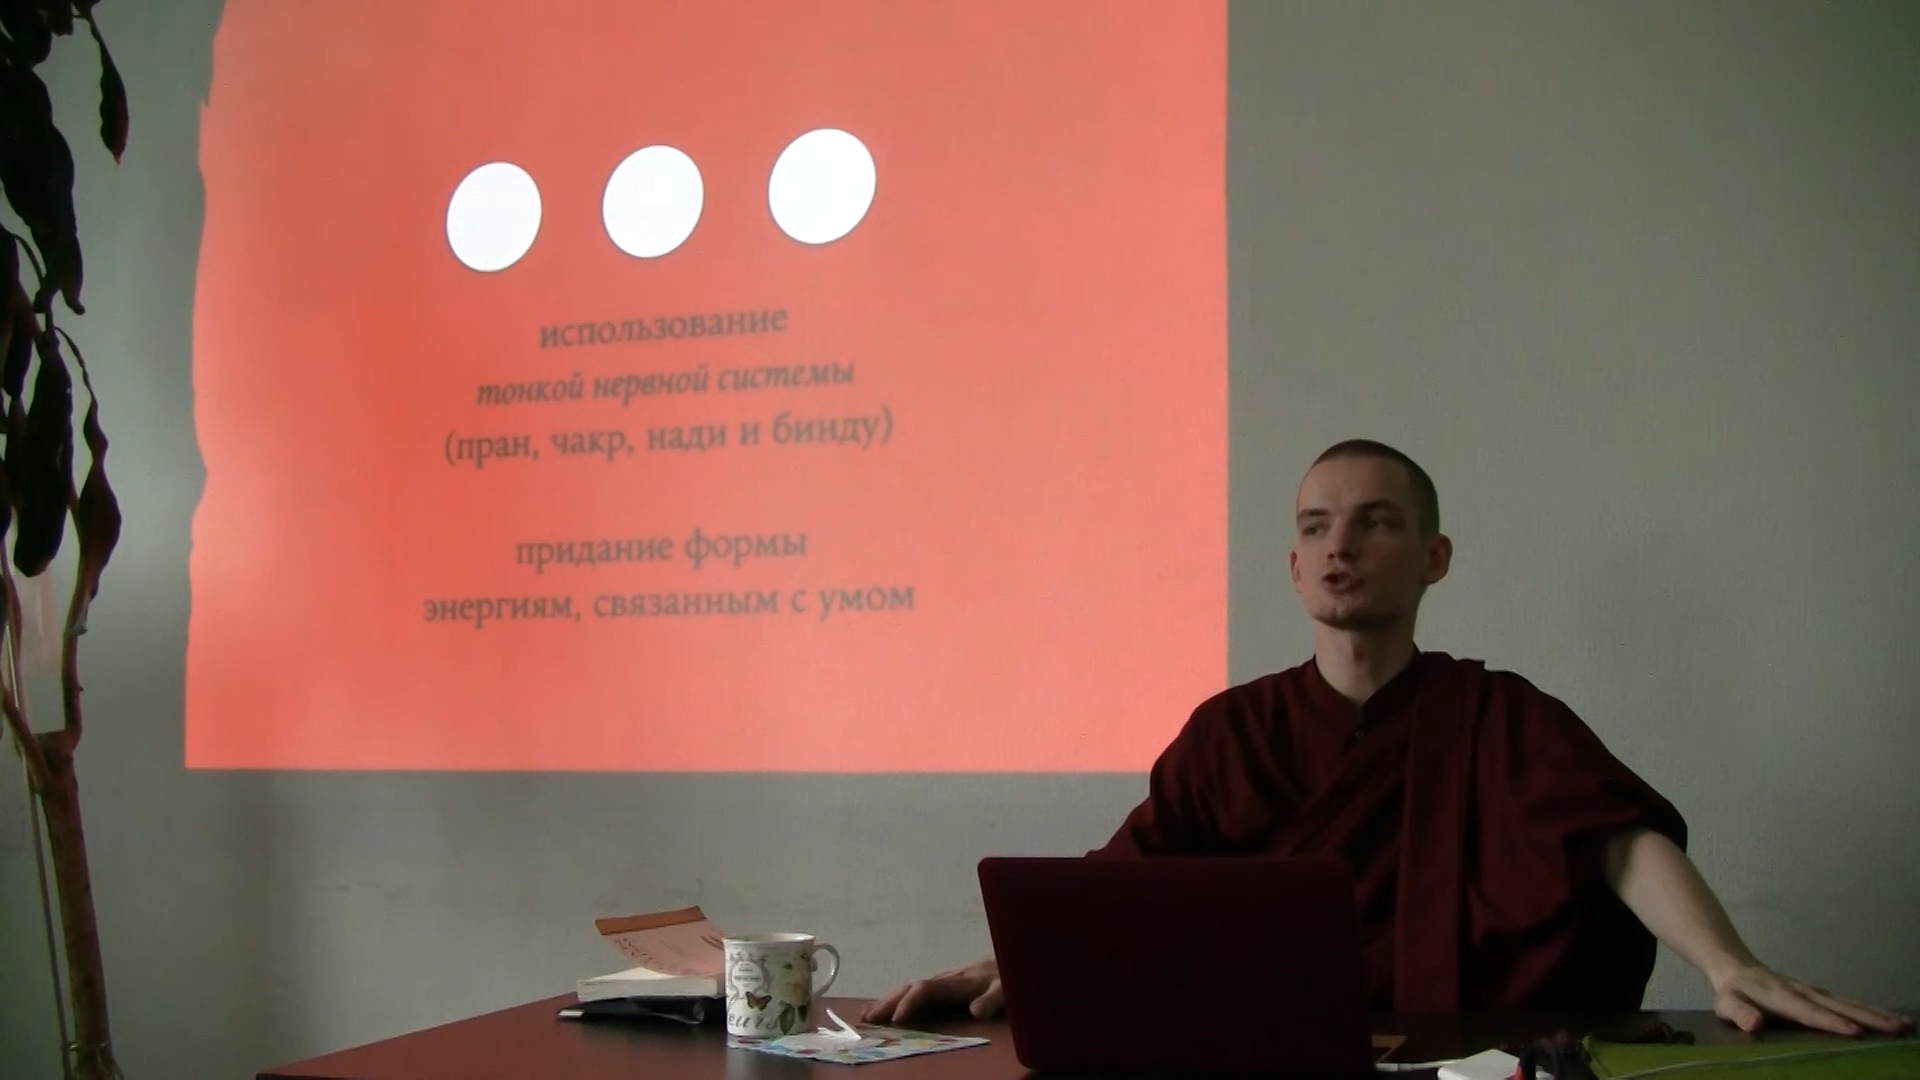 использование
тонкой нервной системы
(пран, чакр, нади и бинду)
придание формы
энергиям, связанным с умом